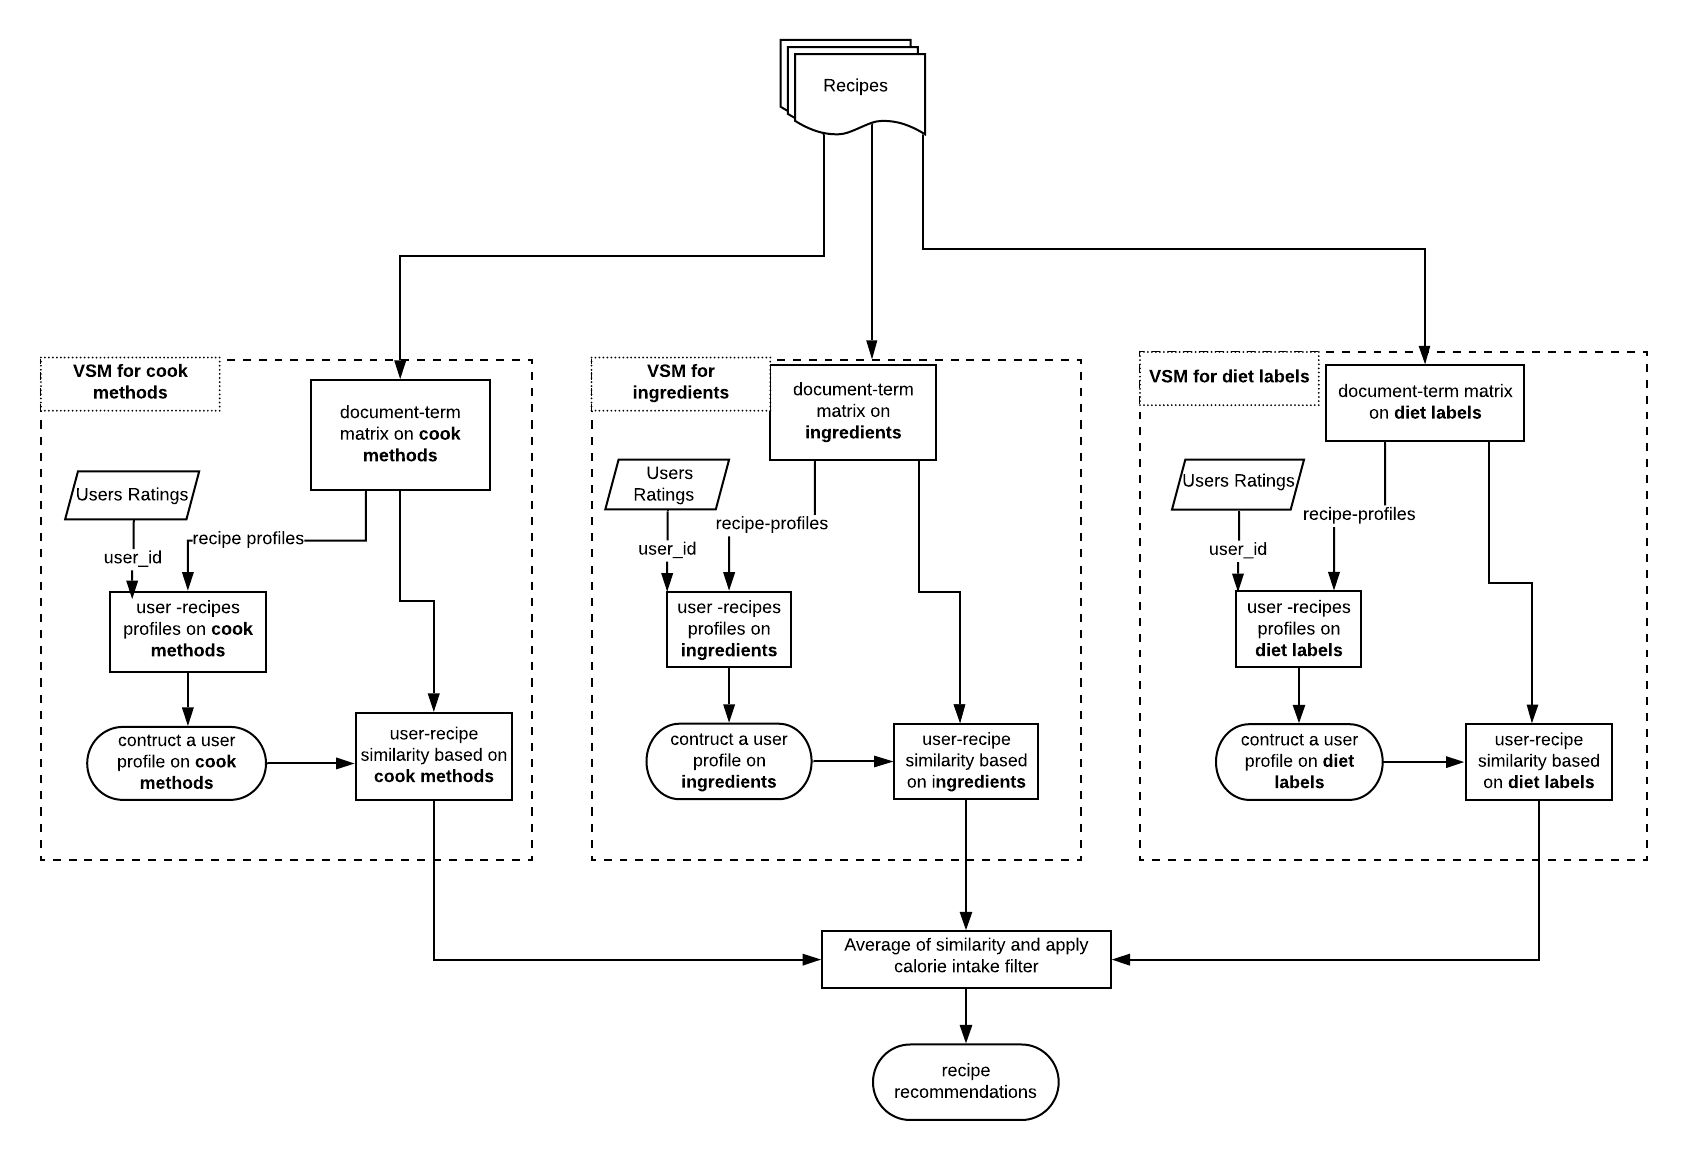 Recipes
VSM for cook
methods
document-term
matrix on cook
methods
Users Ratings
recipe profiles
user_id
user -recipes
profiles on cook
methods
contruct a user
profile on cook
methods
user-recipe
similarity based on
cook methods
VSM for
ingredients
document-term
matrix on
ingredients
Users
Ratings
recipe-profiles
user_id
user -recipes
profiles on
ingredients
contruct a user
profile on
ingredients
user-recipe
similarity based
on ingredients
VSM for diet labels
document-term matrix
on diet labels
Users Ratings
recipe-profiles
user_id
user -recipes
profiles on
diet labels
contruct a user
profile on diet
labels
user-recipe
similarity based
on diet labels
Average of similarity and apply
calorie intake filter
recipe
recommendations